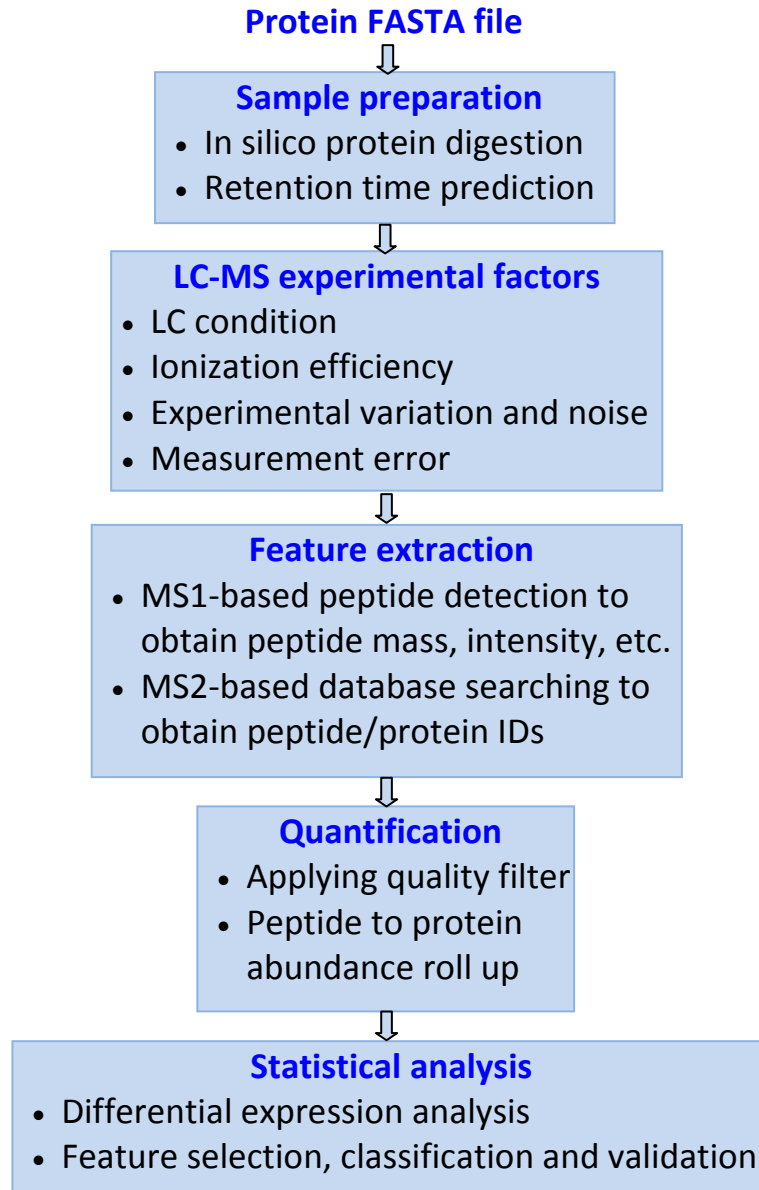 Protein FASTA file
Sample preparation
• In silico protein digestion
• Retention time prediction
LC-MS experimental factors
• LC condition
• Ionization efficiency
• Experimental variation and noise
• Measurement error
Feature extraction
• MS1-based peptide detection to
obtain peptide mass, intensity, etc.
• MS2-based database searching to
obtain peptide/protein IDs
Quantification
• Applying quality filter
• Peptide to protein
abundance roll up
Statistical analysis
• Differential expression analysis
• Feature selection, classification and validation